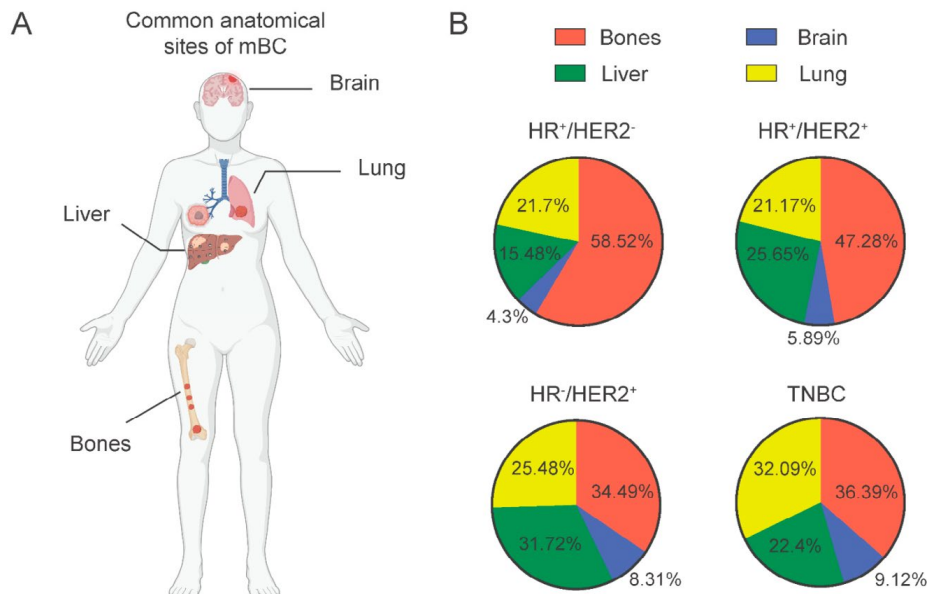 A
Common anatomical
sites of mBC
Brain
Lung
Liver
Bones
B
Bones
Brain
Liver
Lung
HR⁺/HER2⁻
21.7%
58.52%
15.48%
4.3%
HR⁺/HER2⁺
21.17%
47.28%
25.65%
5.89%
HR⁻/HER2⁺
25.48%
34.49%
31.72%
8.31%
TNBC
32.09%
36.39%
22.4%
9.12%